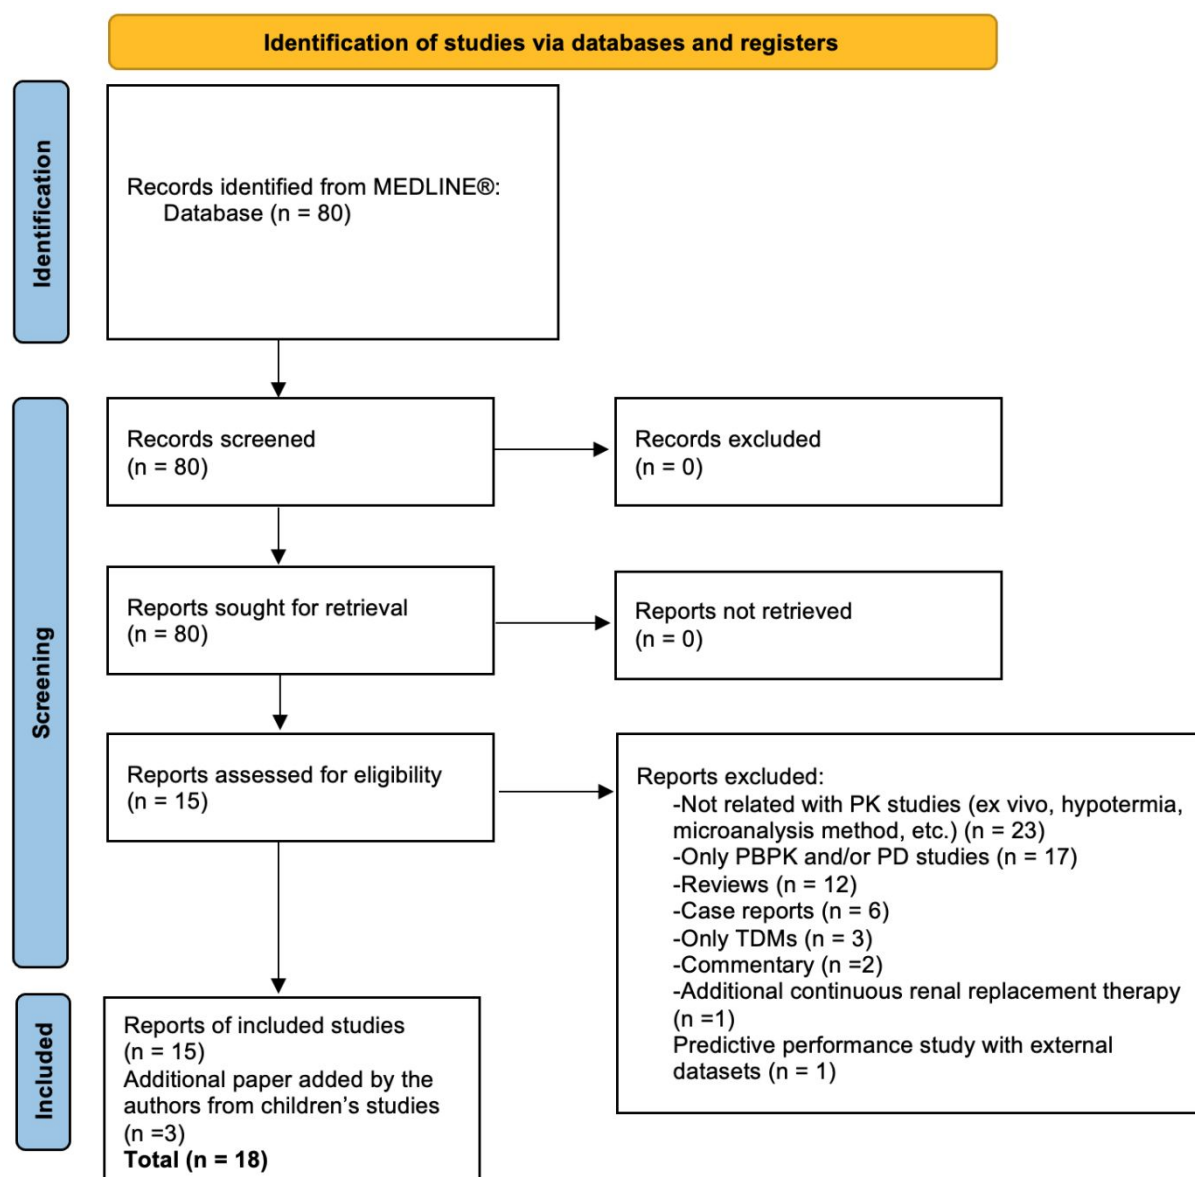 Identification of studies via databases and registers
Identification
Records identified from MEDLINE®:
Database (n = 80)
Screening
Records screened
(n = 80)
Records excluded
(n = 0)
Reports sought for retrieval
(n = 80)
Reports not retrieved
(n = 0)
Reports assessed for eligibility
(n = 15)
Reports excluded:
-Not related with PK studies (ex vivo, hypotermia,
microanalysis method, etc.) (n = 23)
-Only PBPK and/or PD studies (n = 17)
-Reviews (n = 12)
-Case reports (n = 6)
-Only TDMs (n = 3)
-Commentary (n =2)
-Additional continuous renal replacement therapy
(n =1)
Predictive performance study with external
datasets (n = 1)
Included
Reports of included studies
(n = 15)
Additional paper added by the
authors from children’s studies
(n =3)
Total (n = 18)